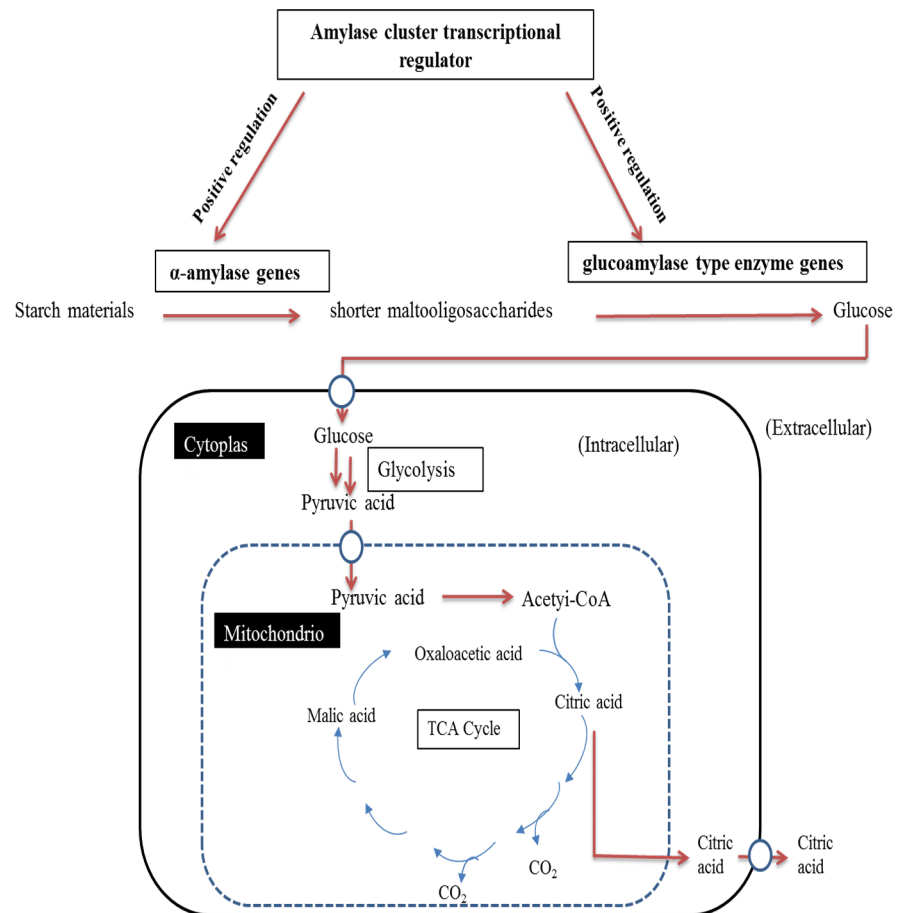 Amylase cluster transcriptional
regulator
Positive regulation
Positive regulation
α-amylase genes
glucoamylase type enzyme genes
Starch materials
shorter maltooligosaccharides
Glucose
Cytoplas
Glucose
(Intracellular)
(Extracellular)
Glycolysis
Pyruvic acid
Pyruvic acid
Acetyi-CoA
Mitochondrio
Oxaloacetic acid
Citric acid
Malic acid
TCA Cycle
Citric
acid
Citric
acid
CO₂
CO₂